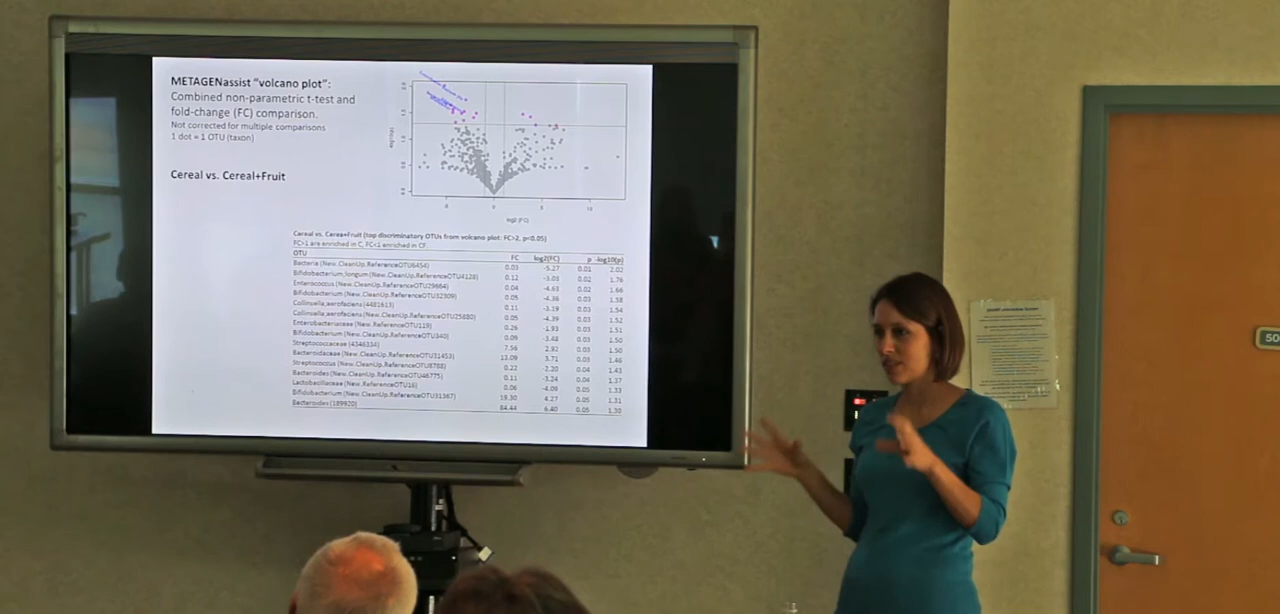 METAGENassist "volcano plot":
Combined non-parametric t-test and
fold-change (FC) comparison.
Not corrected for multiple comparisons
1 dot = 1 OTU (taxon)
Cereal vs. Cereal+Fruit
log2 (FC)
Cereal vs. Cerea+Fruit (top discriminatory OTUs from volcano plot: FC>2, p<0.05)
FC>1 are enriched in C, FC<1 enriched in CF
OTU FC log2(FC) p -log10(p)
Bacteria (New.CleanUp.ReferenceOTU6454) 0.03 -5.27 0.01 2.02
Bifidobacterium;longum (New.CleanUp.ReferenceOTU4128) 0.12 -3.03 0.02 1.76
Enterococcus (New.CleanUp.ReferenceOTU29664) 0.04 -4.63 0.02 1.66
Bifidobacterium (New.CleanUp.ReferenceOTU32309) 0.05 -4.36 0.03 1.58
Collinsella;aerofaciens (4481613) 0.11 -3.19 0.03 1.54
Collinsella;aerofaciens (New.CleanUp.ReferenceOTU25880) 0.05 -4.39 0.03 1.52
Enterobacteriaceae (New.ReferenceOTU119) 0.26 -1.93 0.03 1.51
Bifidobacterium (New.CleanUp.ReferenceOTU340) 0.09 -3.48 0.03 1.50
Streptococcaceae (4346334) 7.56 2.92 0.03 1.50
Bacteroidaceae (New.CleanUp.ReferenceOTU31453) 13.09 3.71 0.03 1.46
Streptococcus (New.CleanUp.ReferenceOTU8788) 0.22 -2.20 0.04 1.43
Bacteroides (New.CleanUp.ReferenceOTU46775) 0.11 -3.24 0.04 1.37
Lactobacillaceae (New.ReferenceOTU16) 0.06 -4.09 0.05 1.33
Bifidobacterium (New.CleanUp.ReferenceOTU31367) 19.30 4.27 0.05 1.31
Bacteroides (189920) 84.44 6.40 0.05 1.30
50